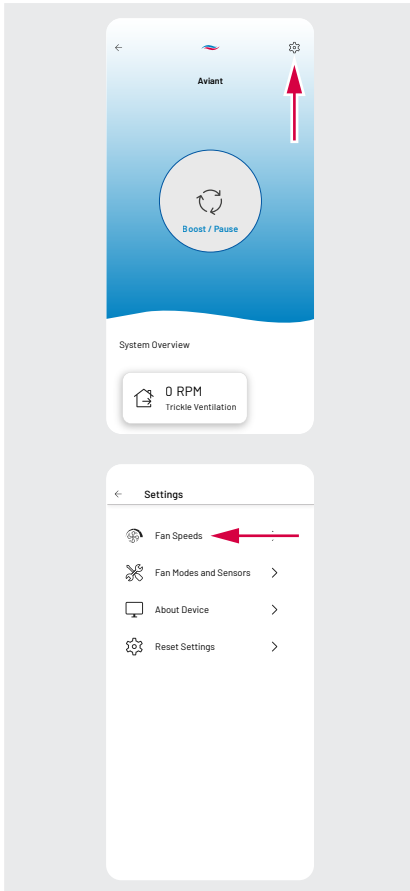 Aviant
Boost / Pause
System Overview
0 RPM
Trickle Ventilation
Settings
Fan Speeds
Fan Modes and Sensors
About Device
Reset Settings